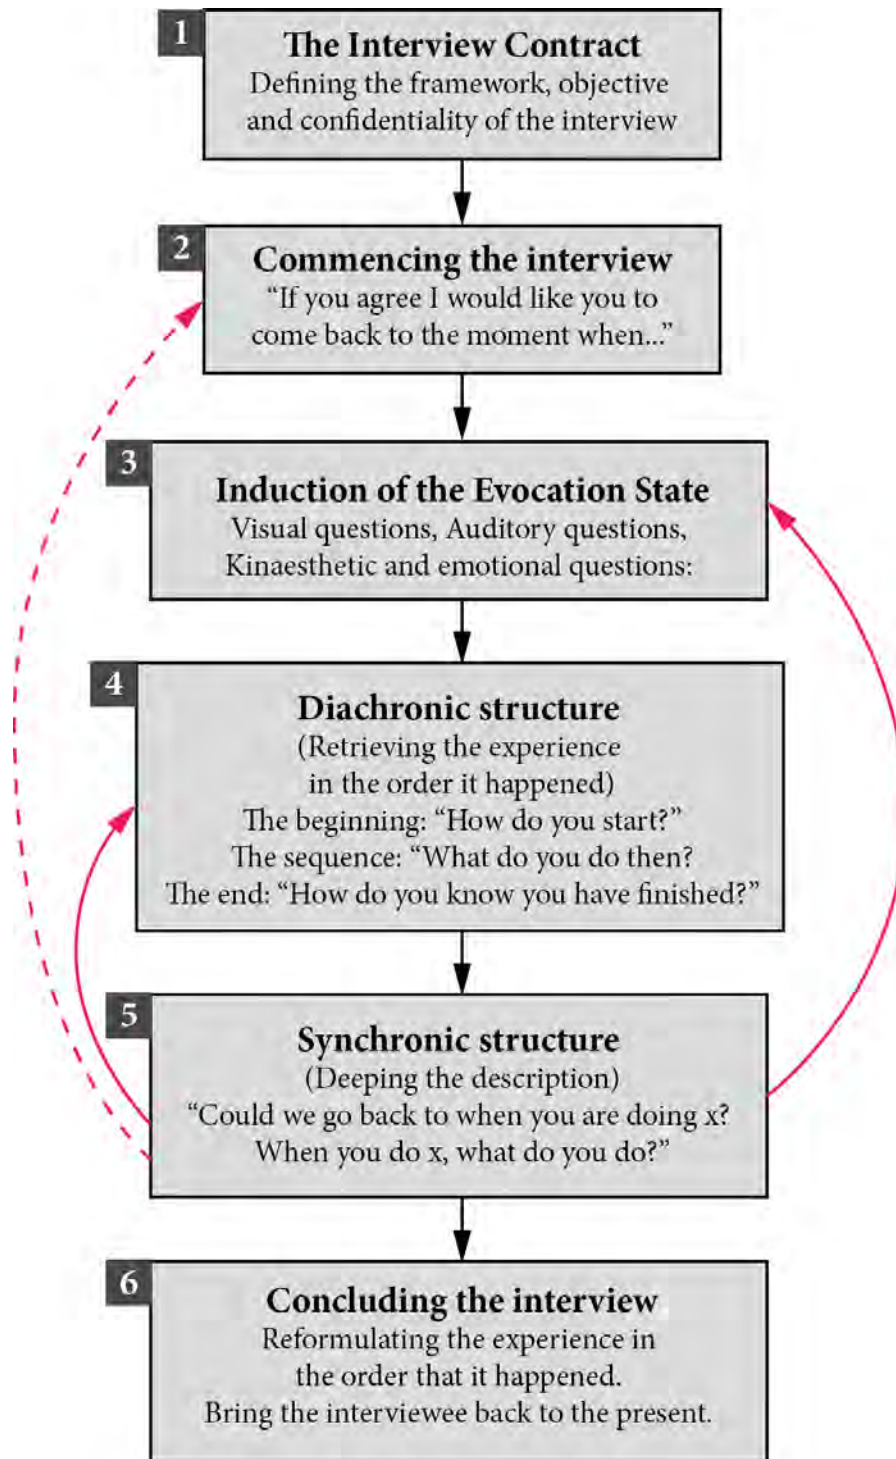 1
The Interview Contract
Defining the framework, objective
and confidentiality of the interview
2
Commencing the interview
“If you agree I would like you to
come back to the moment when...”
3
Induction of the Evocation State
Visual questions, Auditory questions,
Kinaesthetic and emotional questions:
4
Diachronic structure
(Retrieving the experience
in the order it happened)
The beginning: “How do you start?”
The sequence: “What do you do then?
The end: “How do you know you have finished?”
5
Synchronic structure
(Deeping the description)
“Could we go back to when you are doing x?
When you do x, what do you do?”
6
Concluding the interview
Reformulating the experience in
the order that it happened.
Bring the interviewee back to the present.